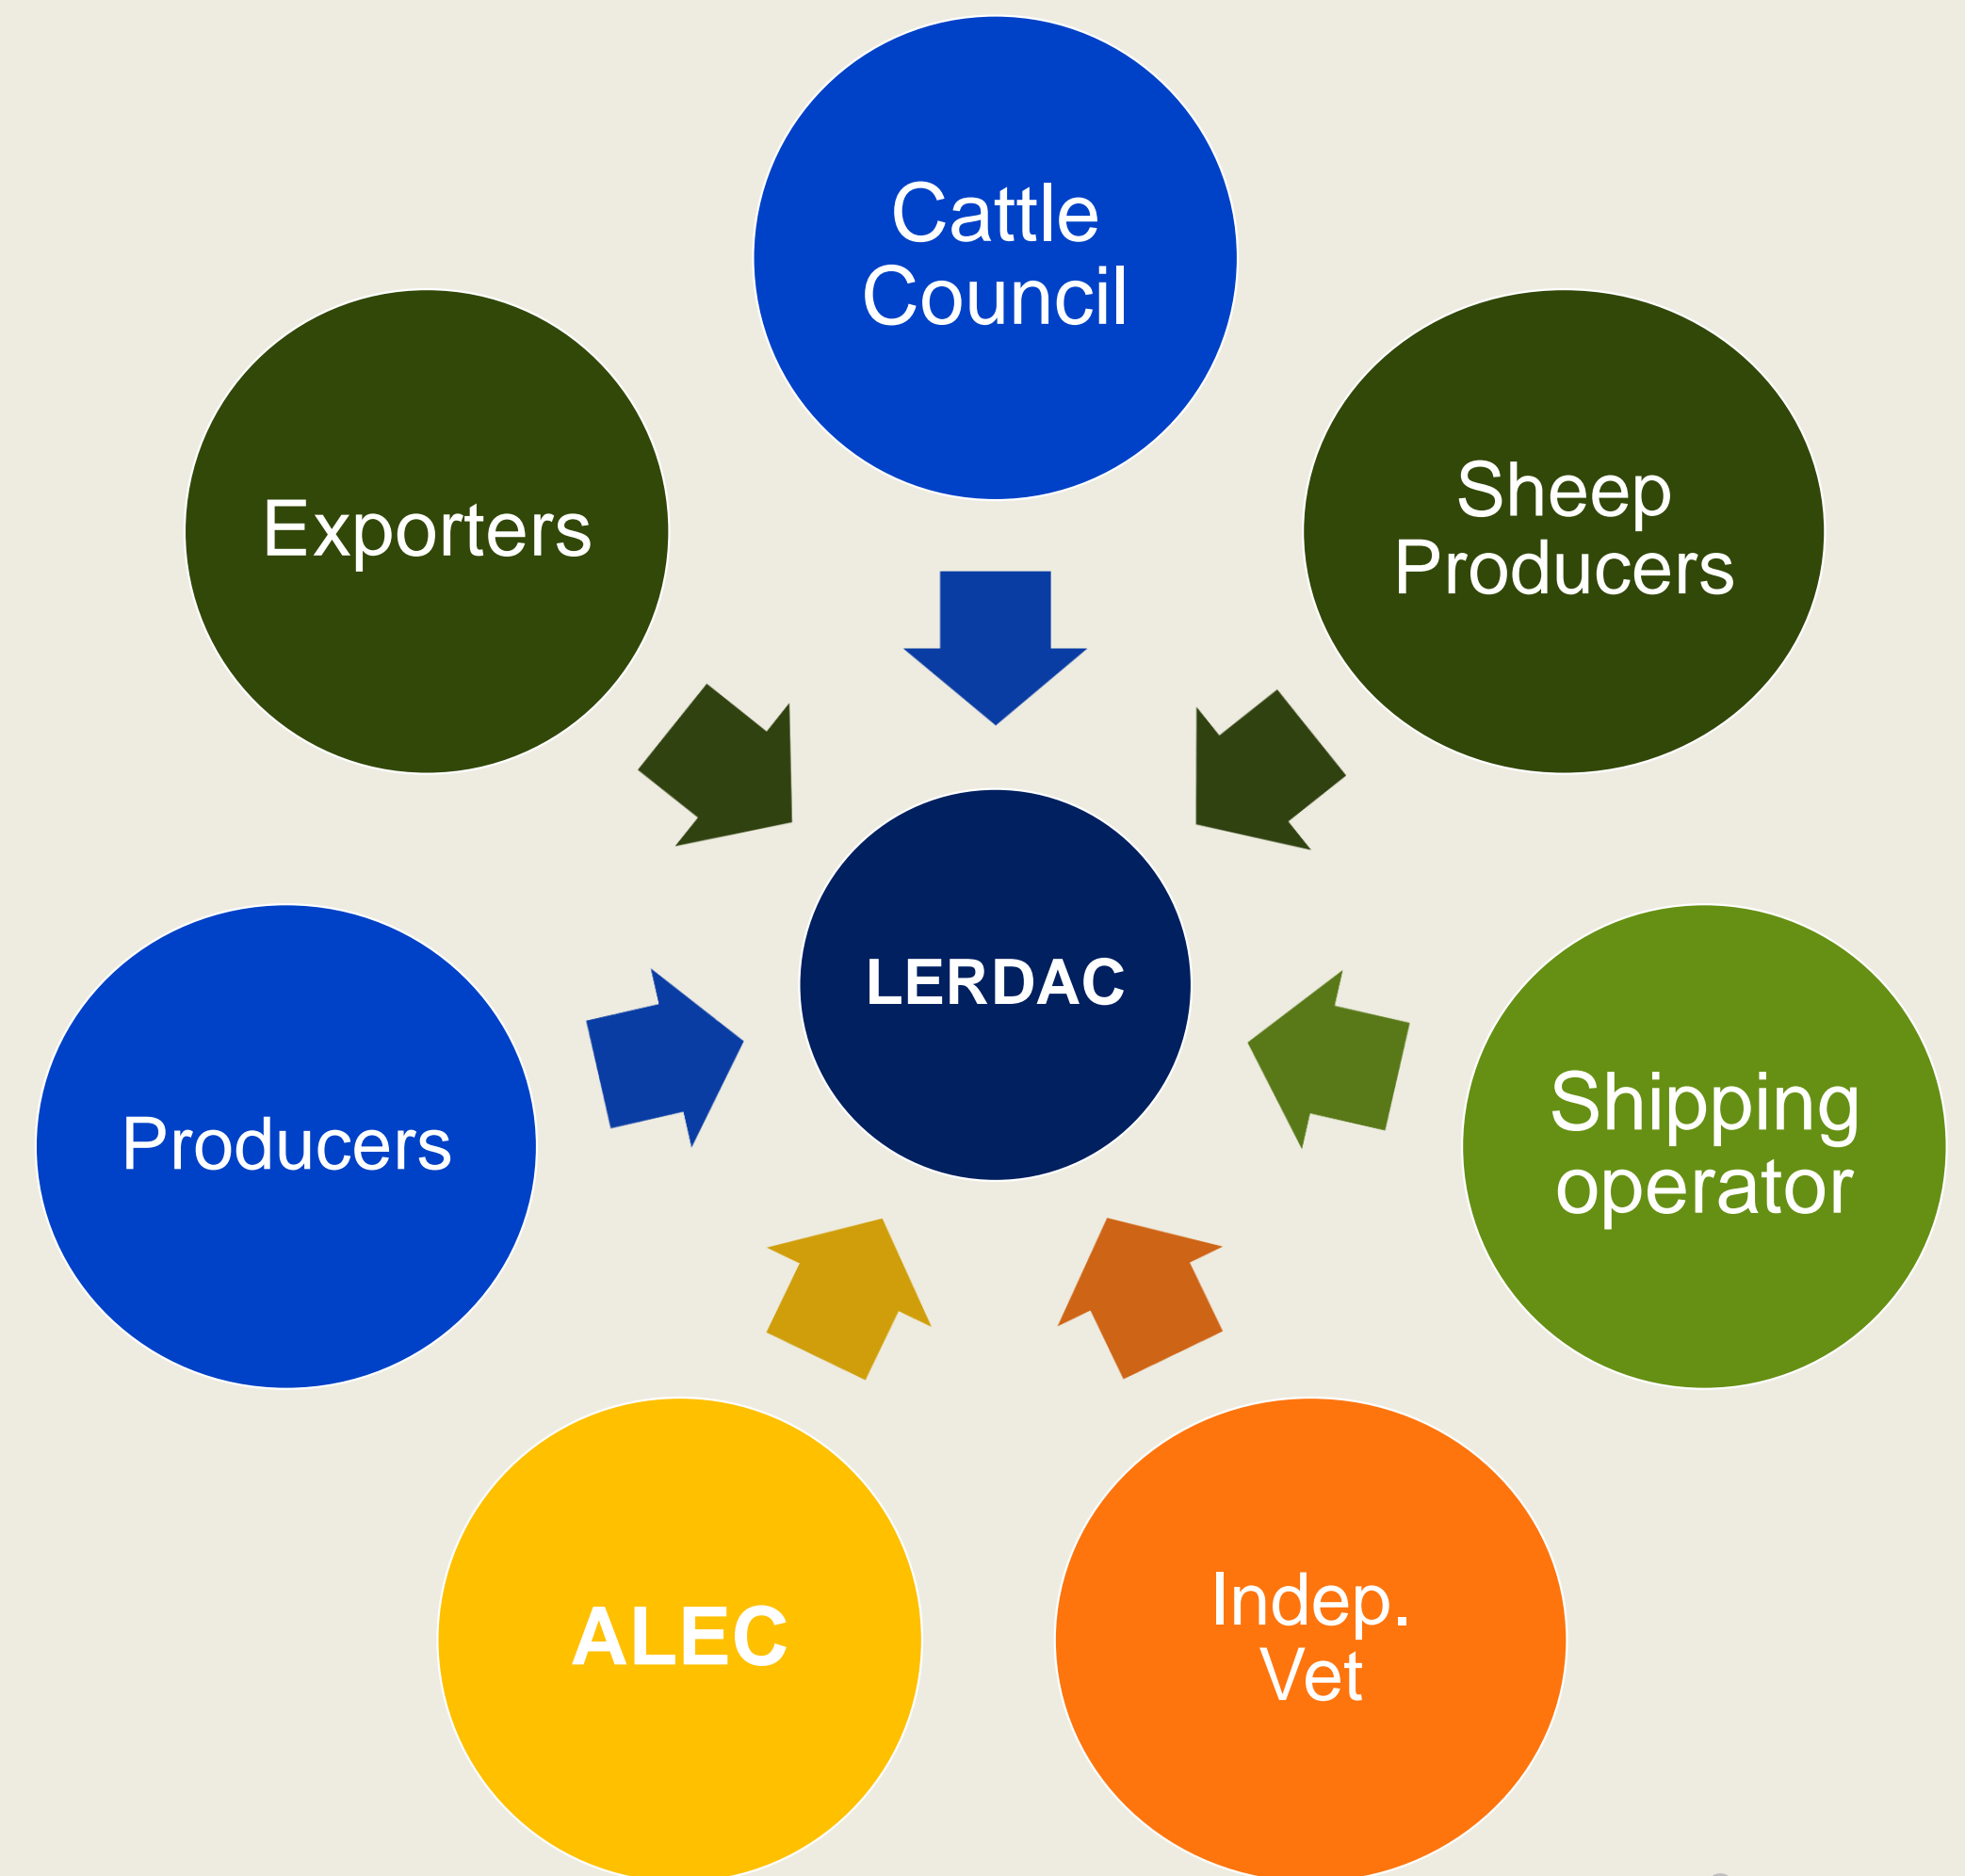 Cattle
Council
Exporters
Sheep
Producers
LERDAC
Producers
Shipping
operator
ALEC
Indep.
Vet